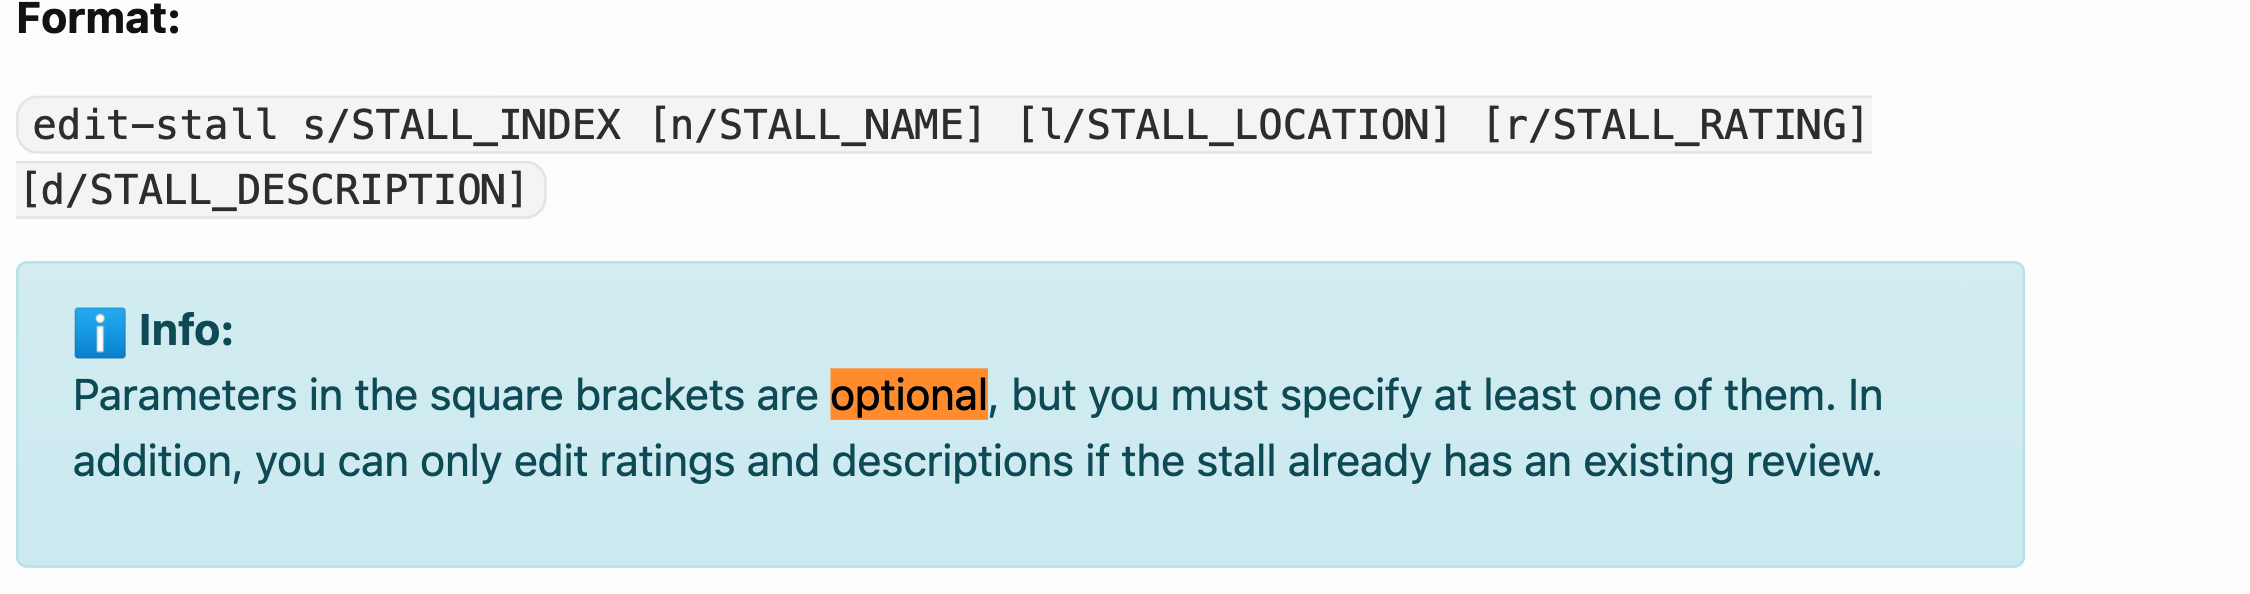 Format:
edit-stall s/STALL_INDEX [n/STALL_NAME] [l/STALL_LOCATION] [r/STALL_RATING]
[d/STALL_DESCRIPTION]
Info:
Parameters in the square brackets are optional, but you must specify at least one of them. In
addition, you can only edit ratings and descriptions if the stall already has an existing review.